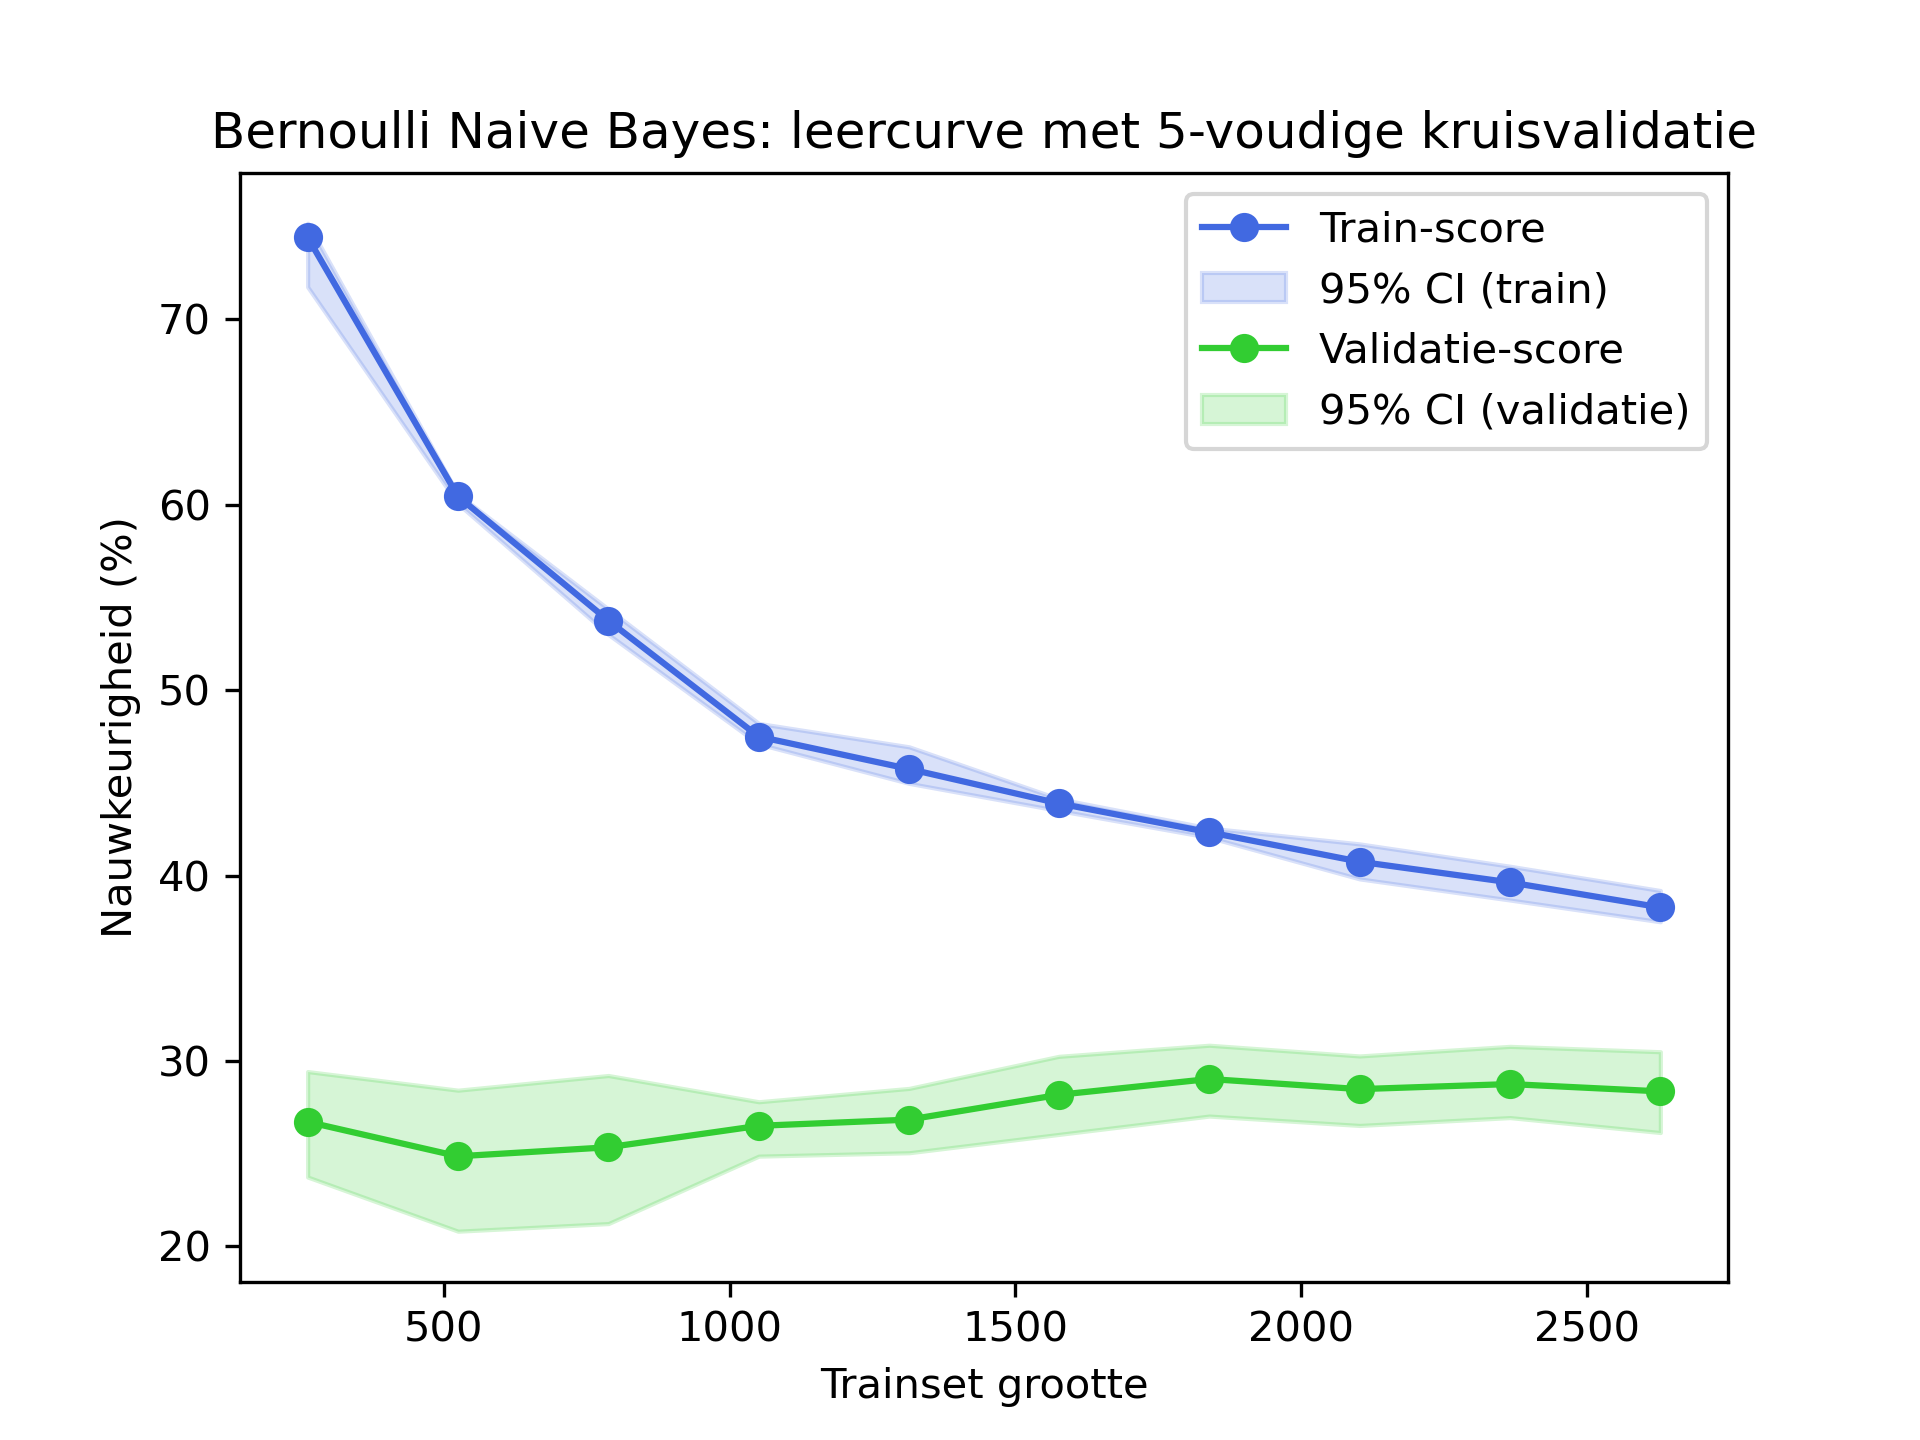 Bernoulli Naive Bayes: leercurve met 5-voudige kruisvalidatie
Train-score
95% CI (train)
Validatie-score
95% CI (validatie)
Nauwkeurigheid (%)
70
60
50
40
30
20
500 1000 1500 2000 2500
Trainset grootte